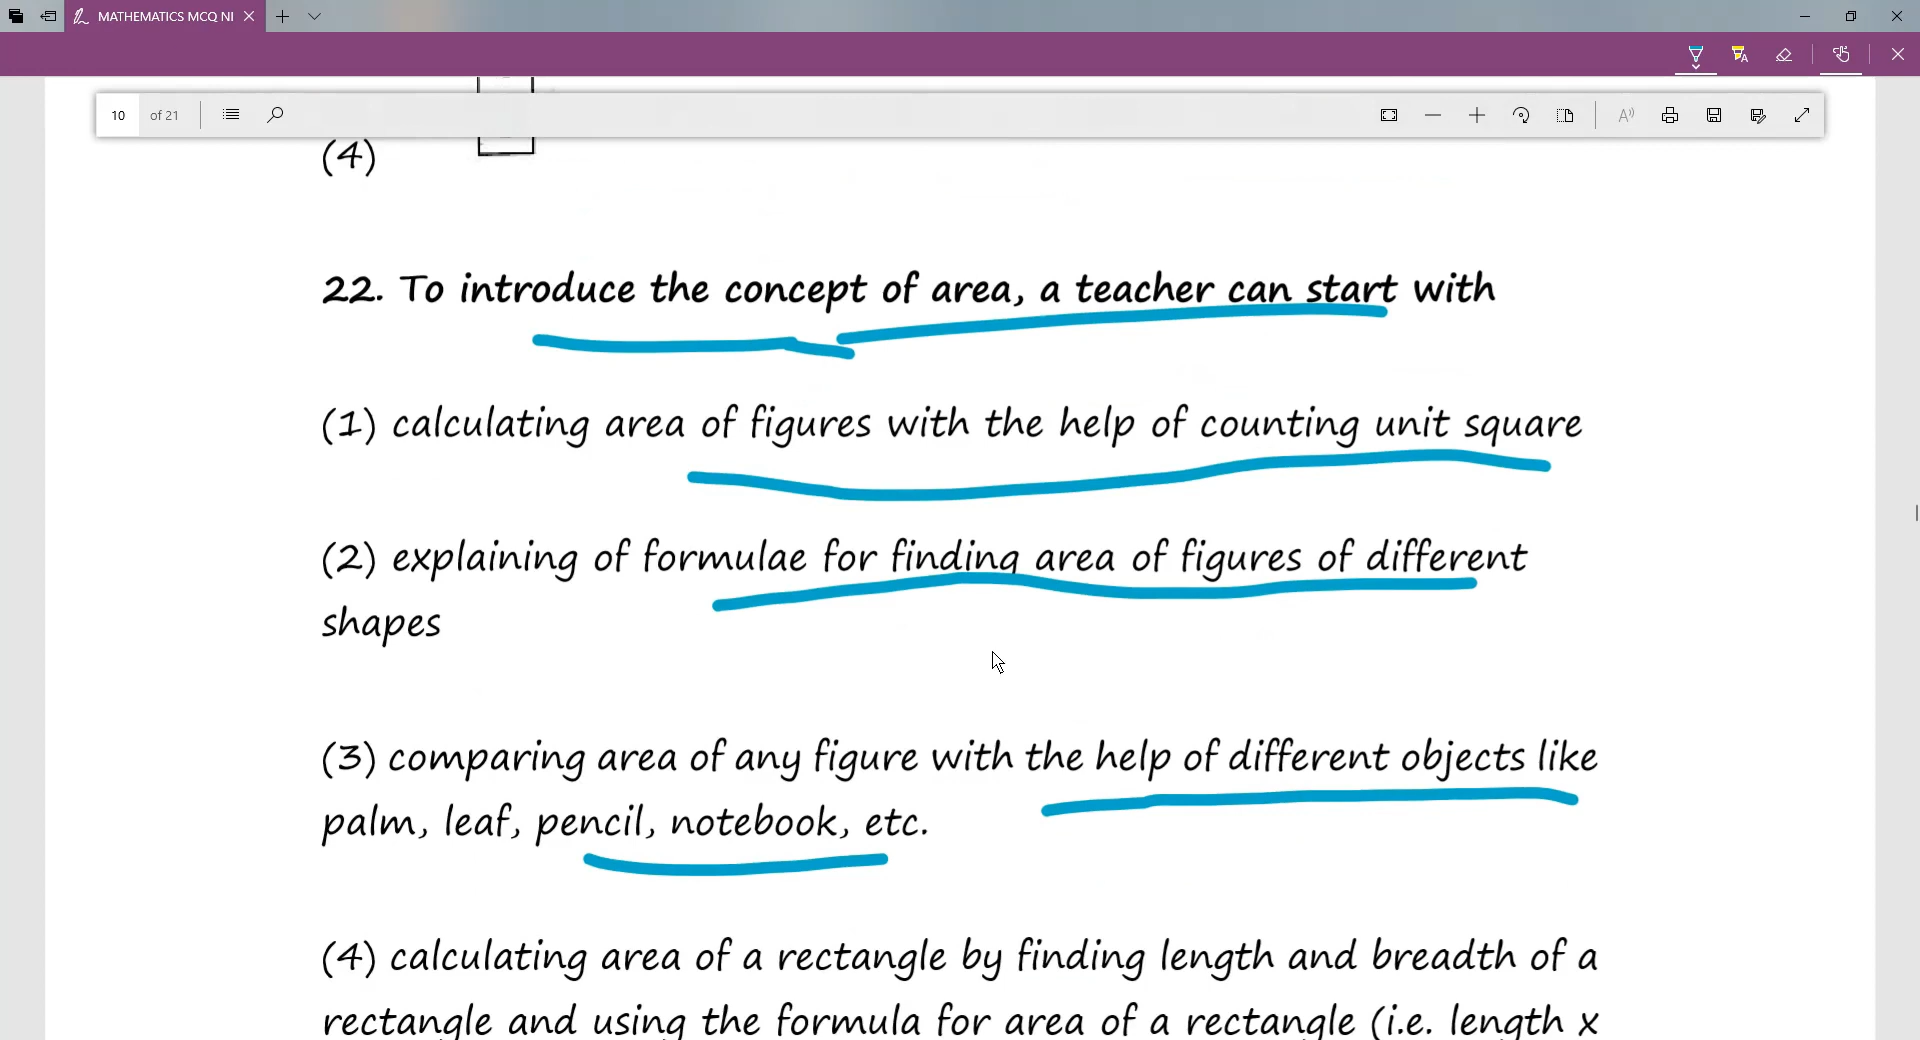 MATHEMATICS MCQ NI
10 of 21
(4)
22. To introduce the concept of area, a teacher can start with
(1) calculating area of figures with the help of counting unit square
(2) explaining of formulae for finding area of figures of different
shapes
(3) comparing area of any figure with the help of different objects like
palm, leaf, pencil, notebook, etc.
(4) calculating area of a rectangle by finding length and breadth of a
rectangle and using the formula for area of a rectangle (i.e. length x